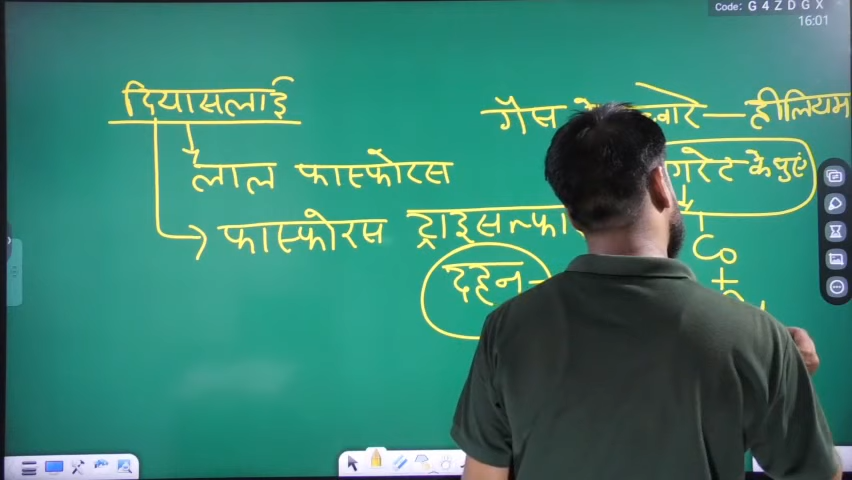 Code: G 4 Z D G X
16:01
दियासलाई
लाल फास्फोरस
फास्फोरस ट्राइसल्फा
दहन
गैस के बारे — हीलियम
गरेट के धुएं
Co
+